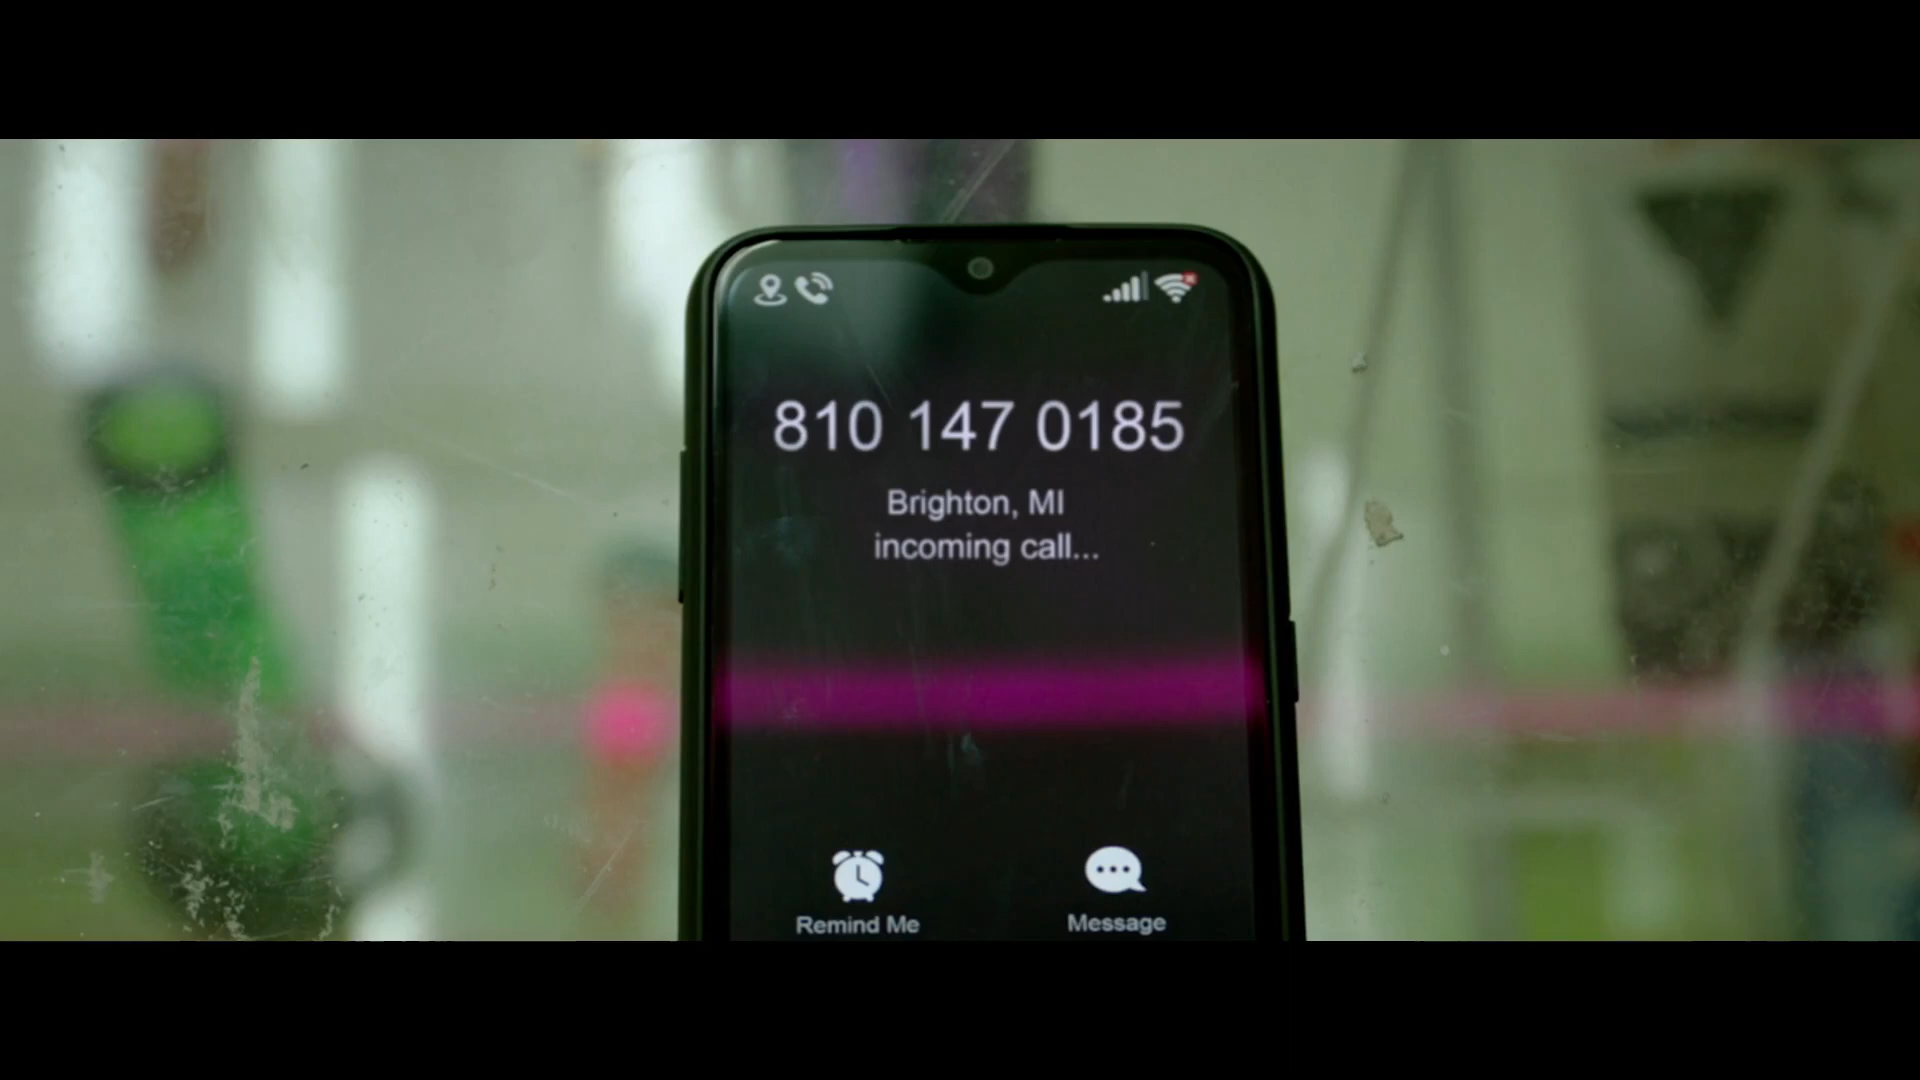 810 147 0185
Brighton, MI
incoming call...
Remind Me
Message